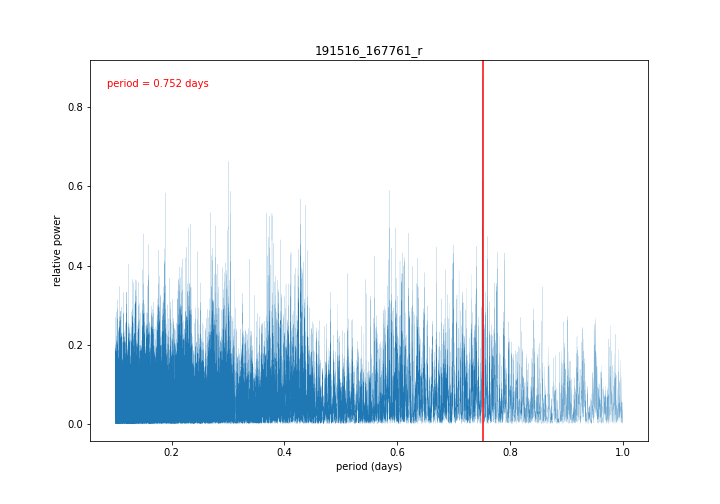 191516_167761_r
period = 0.752 days
relative power
0.8
0.6
0.4
0.2
0.0
0.2 0.4 0.6 0.8 1.0
period (days)